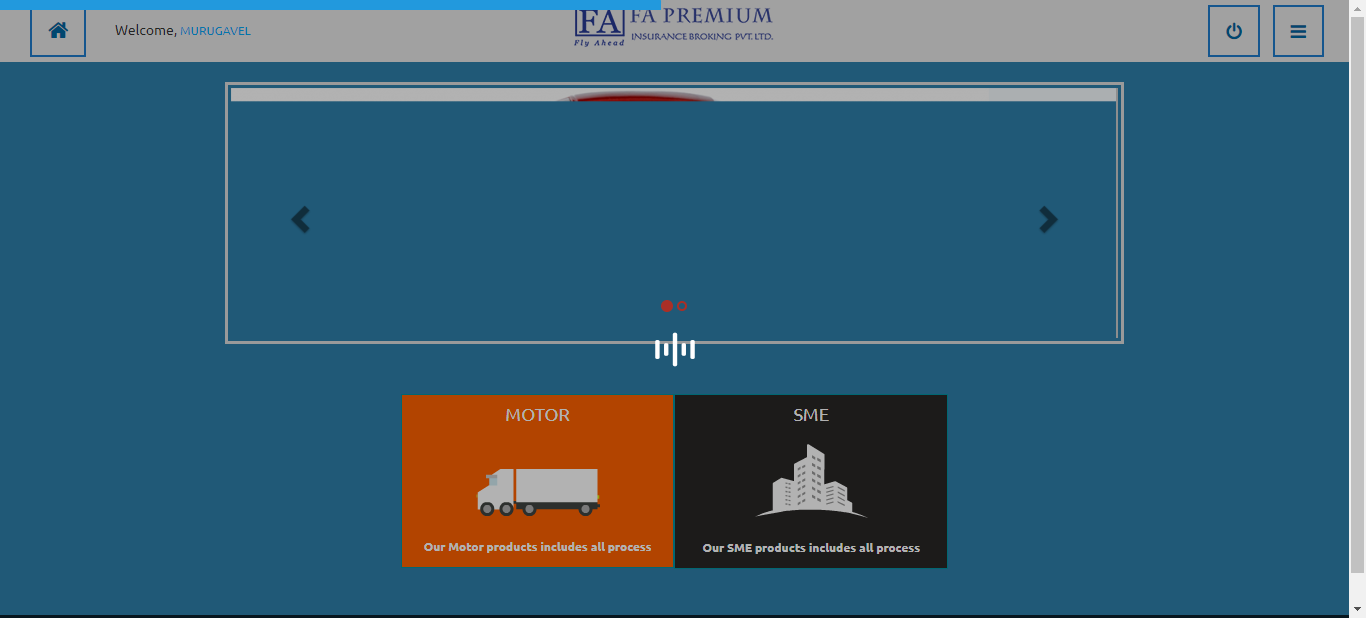 Welcome, MURUGAVEL
FA
Fly Ahead
FA PREMIUM
INSURANCE BROKING PVT. LTD.
MOTOR
Our Motor products includes all process
SME
Our SME products includes all process